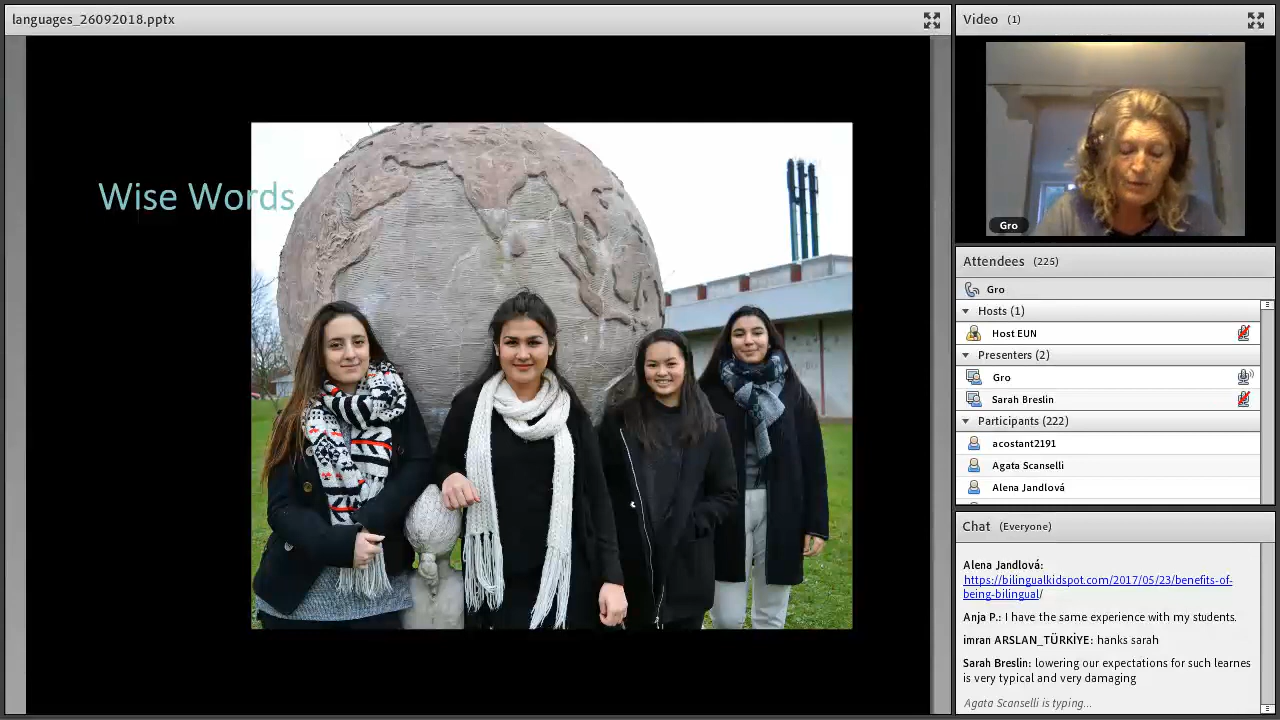 languages_26092018.pptx
Wise Words
Video (1)
Gro
Attendees (225)
Gro
Hosts (1)
Host EUN
Presenters (2)
Gro
Sarah Breslin
Participants (222)
acostant2191
Agata Scanselli
Alena Jandlová
Chat (Everyone)
Alena Jandlová:
https://bilingualkidspot.com/2017/05/23/benefits-of-
being-bilingual/
Anja P.: I have the same experience with my students.
imran ARSLAN_TÜRKİYE: hanks sarah
Sarah Breslin: lowering our expectations for such learnes
is very typical and very damaging
Agata Scanselli is typing...